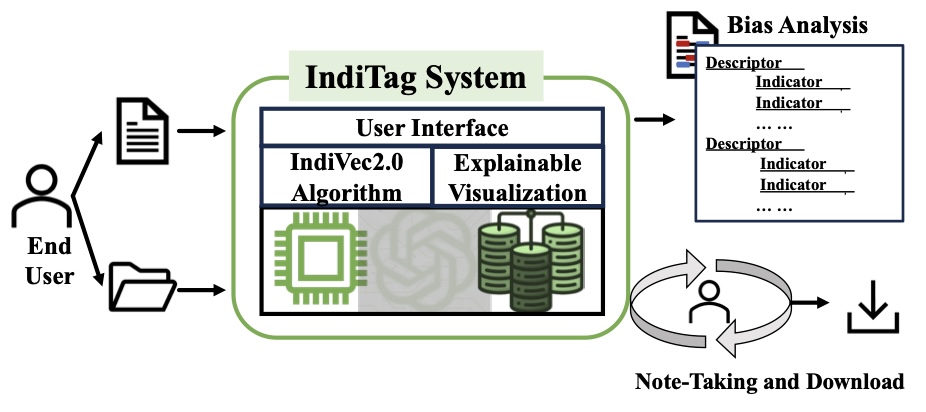 Bias Analysis
IndiTag System
Descriptor
Indicator
Indicator
... ...
Descriptor
Indicator
Indicator
... ...
User Interface
IndiVec2.0
Algorithm
Explainable
Visualization
End
User
Note-Taking and Download